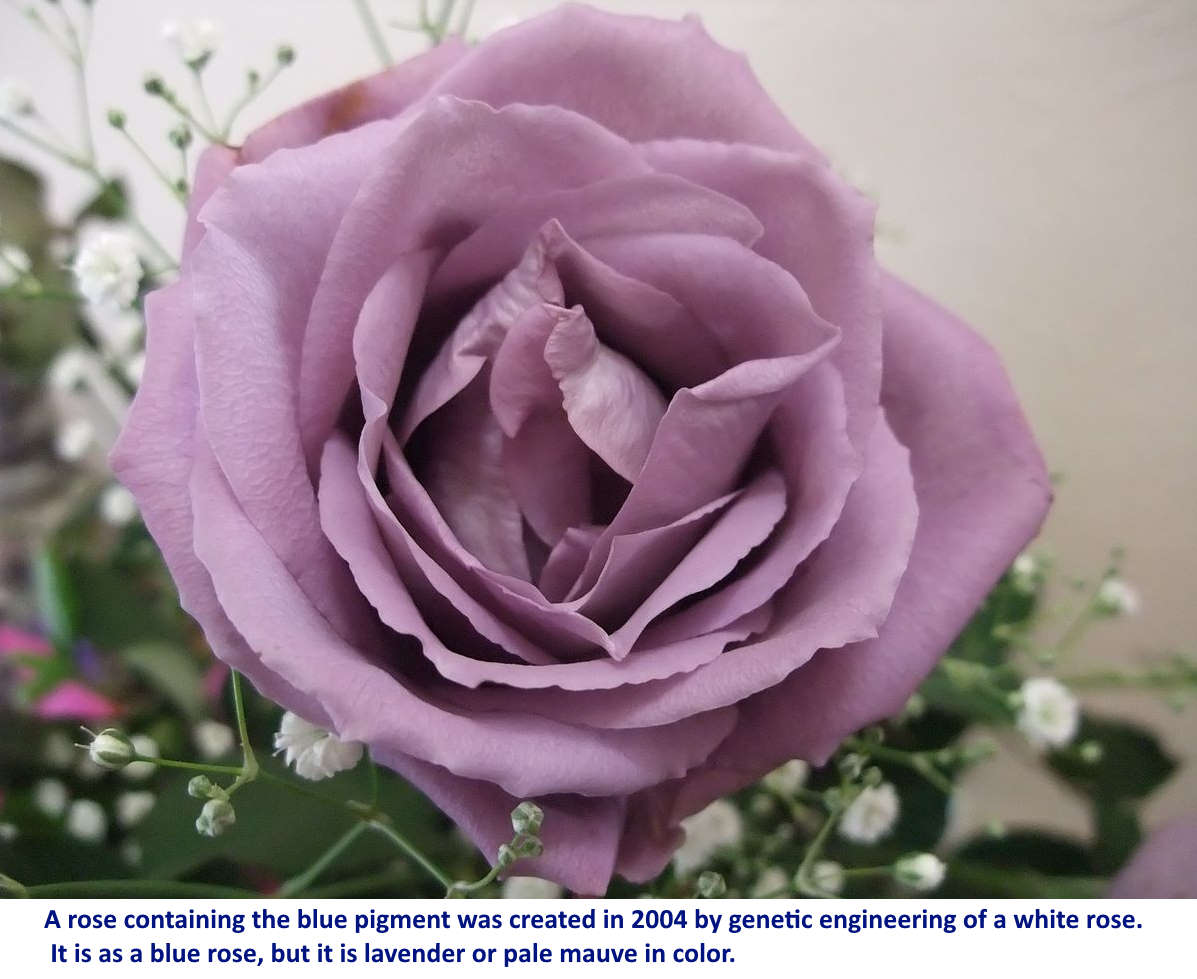 A rose containing the blue pigment was created in 2004 by genetic engineering of a white rose.
It is as a blue rose, but it is lavender or pale mauve in color.